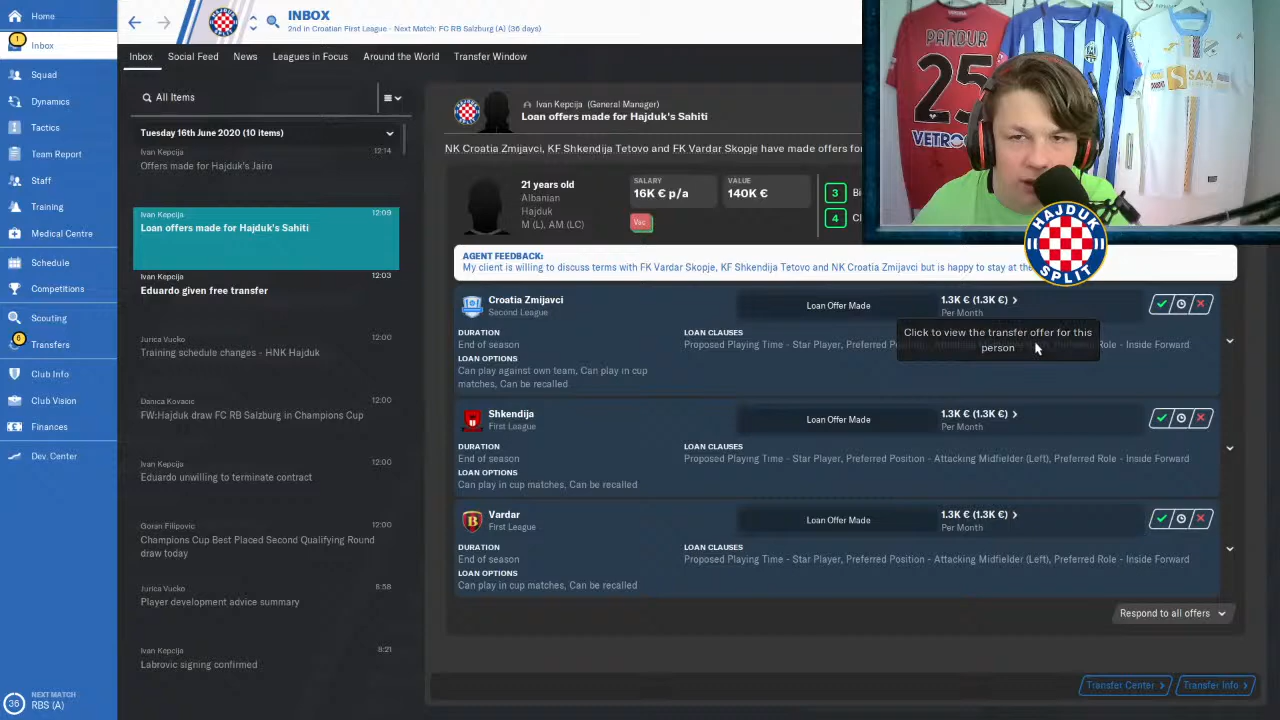 Home
1
Inbox
Squad
Dynamics
Tactics
Team Report
Staff
Training
Medical Centre
Schedule
Competitions
Scouting
6
Transfers
Club Info
Club Vision
Finances
Dev. Center
36
NEXT MATCH
RBS (A)
INBOX
2nd in Croatian First League - Next Match: FC RB Salzburg (A) (36 days)
Inbox
Social Feed
News
Leagues in Focus
Around the World
Transfer Window
All Items
Tuesday 16th June 2020 (10 items)
Ivan Kepcija
12:14
Offers made for Hajduk's Jairo
Ivan Kepcija
12:09
Loan offers made for Hajduk's Sahiti
Ivan Kepcija
12:03
Eduardo given free transfer
Jurica Vucko
12:00
Training schedule changes - HNK Hajduk
Danica Kovacic
12:00
FW:Hajduk draw FC RB Salzburg in Champions Cup
Ivan Kepcija
12:00
Eduardo unwilling to terminate contract
Goran Filipovic
12:00
Champions Cup Best Placed Second Qualifying Round
draw today
Jurica Vucko
8:58
Player development advice summary
Ivan Kepcija
8:21
Labrovic signing confirmed
Ivan Kepcija (General Manager)
Loan offers made for Hajduk's Sahiti
NK Croatia Zmijavci, KF Shkendija Tetovo and FK Vardar Skopje have made offers for
21 years old
Albanian
Hajduk
M (L), AM (LC)
SALARY
16K € p/a
VALUE
140K €
Vac
3
4
AGENT FEEDBACK:
My client is willing to discuss terms with FK Vardar Skopje, KF Shkendija Tetovo and NK Croatia Zmijavci but is happy to stay at the
Croatia Zmijavci
Second League
Loan Offer Made
1.3K € (1.3K €)
Per Month
DURATION
End of season
LOAN OPTIONS
Can play against own team, Can play in cup
matches, Can be recalled
LOAN CLAUSES
Proposed Playing Time - Star Player, Preferred Inside Forward
Click to view the transfer offer for this
person
Shkendija
First League
Loan Offer Made
1.3K € (1.3K €)
Per Month
DURATION
End of season
LOAN OPTIONS
Can play in cup matches, Can be recalled
LOAN CLAUSES
Proposed Playing Time - Star Player, Preferred Position - Attacking Midfielder (Left), Preferred Role - Inside Forward
Vardar
First League
Loan Offer Made
1.3K € (1.3K €)
Per Month
DURATION
End of season
LOAN OPTIONS
Can play in cup matches, Can be recalled
LOAN CLAUSES
Proposed Playing Time - Star Player, Preferred Position - Attacking Midfielder (Left), Preferred Role - Inside Forward
Respond to all offers
Transfer Center
Transfer Info
PANDUR
25
VETRO
SAŽA
HAJDUK
SPLIT